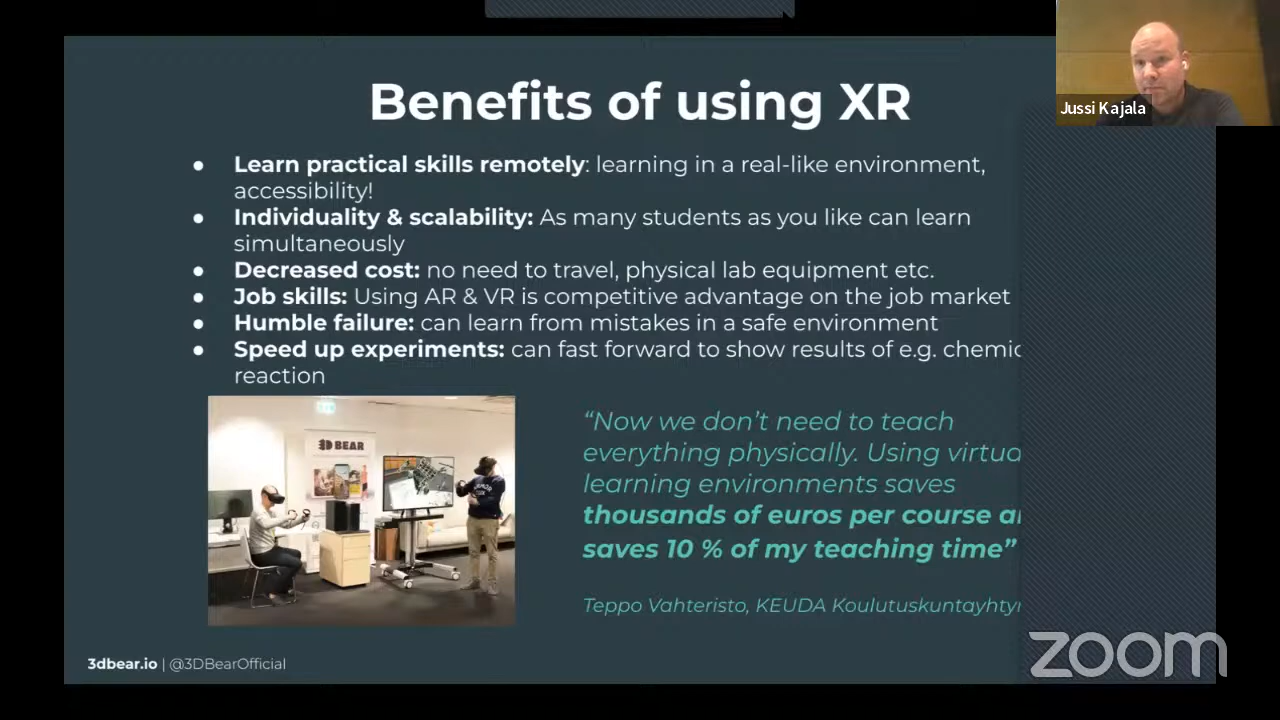 Benefits of using XR
Jussi Kajala
● Learn practical skills remotely: learning in a real-like environment,
accessibility!
● Individuality & scalability: As many students as you like can learn
simultaneously
● Decreased cost: no need to travel, physical lab equipment etc.
● Job skills: Using AR & VR is competitive advantage on the job market
● Humble failure: can learn from mistakes in a safe environment
● Speed up experiments: can fast forward to show results of e.g. chemic
reaction
3D BEAR
“Now we don’t need to teach
everything physically. Using virtua
learning environments saves
thousands of euros per course a
saves 10 % of my teaching time”
Teppo Vahteristo, KEUDA Koulutuskuntayhty
3dbear.io | @3DBearOfficial
zoom